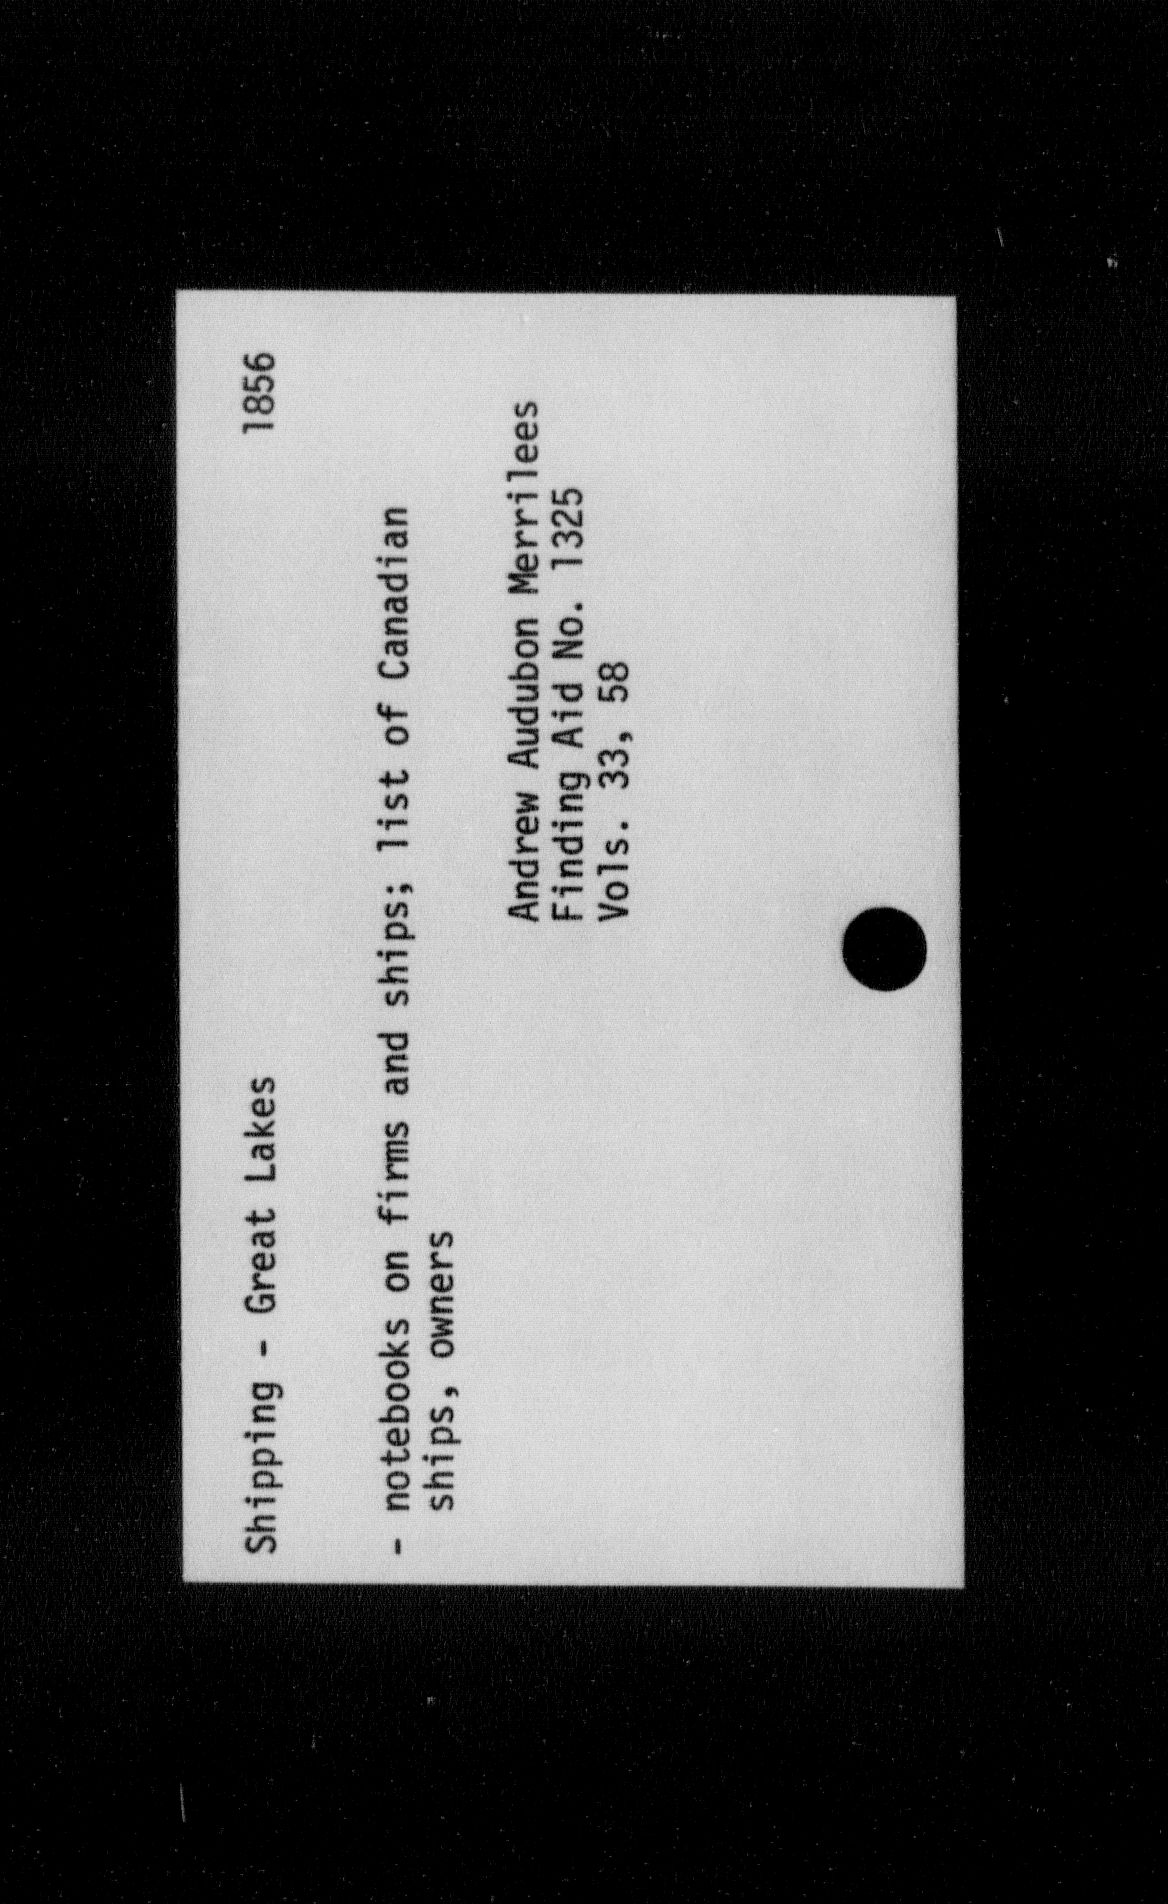 Shipping - Great Lakes 1856
- notebooks on firms and ships; list of Canadian
ships, owners
Andrew Audubon Merrilees
Finding Aid No. 1325
Vols. 33, 58